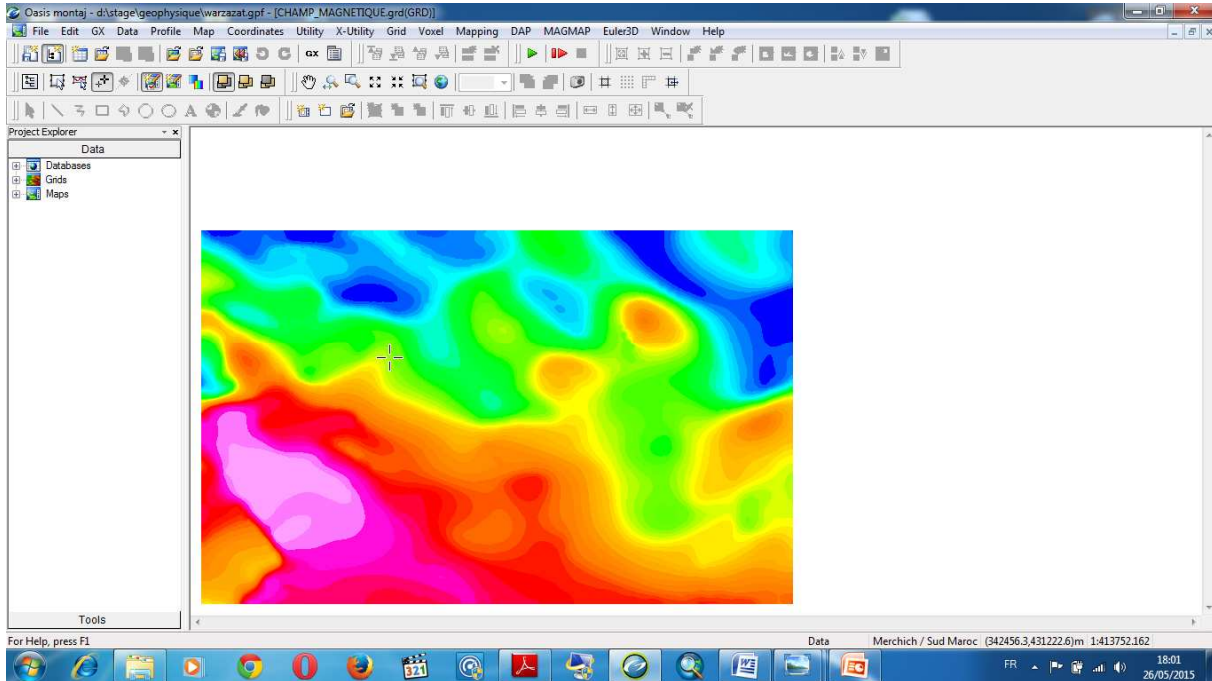 Oasis montaj - d:\stage\geophysique\warzazat.gpf - [CHAMP_MAGNETIQUE.grd(GRD)]
File Edit GX Data Profile Map Coordinates Utility X-Utility Grid Voxel Mapping DAP MAGMAP Euler3D Window Help
GX
A
Project Explorer
Data
Databases
Grids
Maps
Tools
For Help, press F1
Data Merchich / Sud Maroc (342456.3,431222.6)m 1:413752.162
321
FR
18:01
26/05/2015